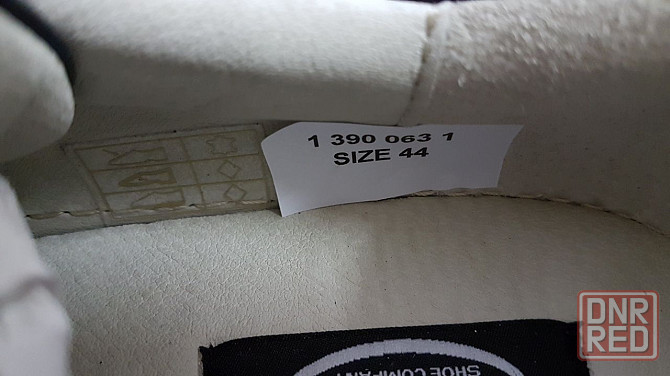 1 390 063 1
SIZE 44
SHOE COMPANY
DNR
RED